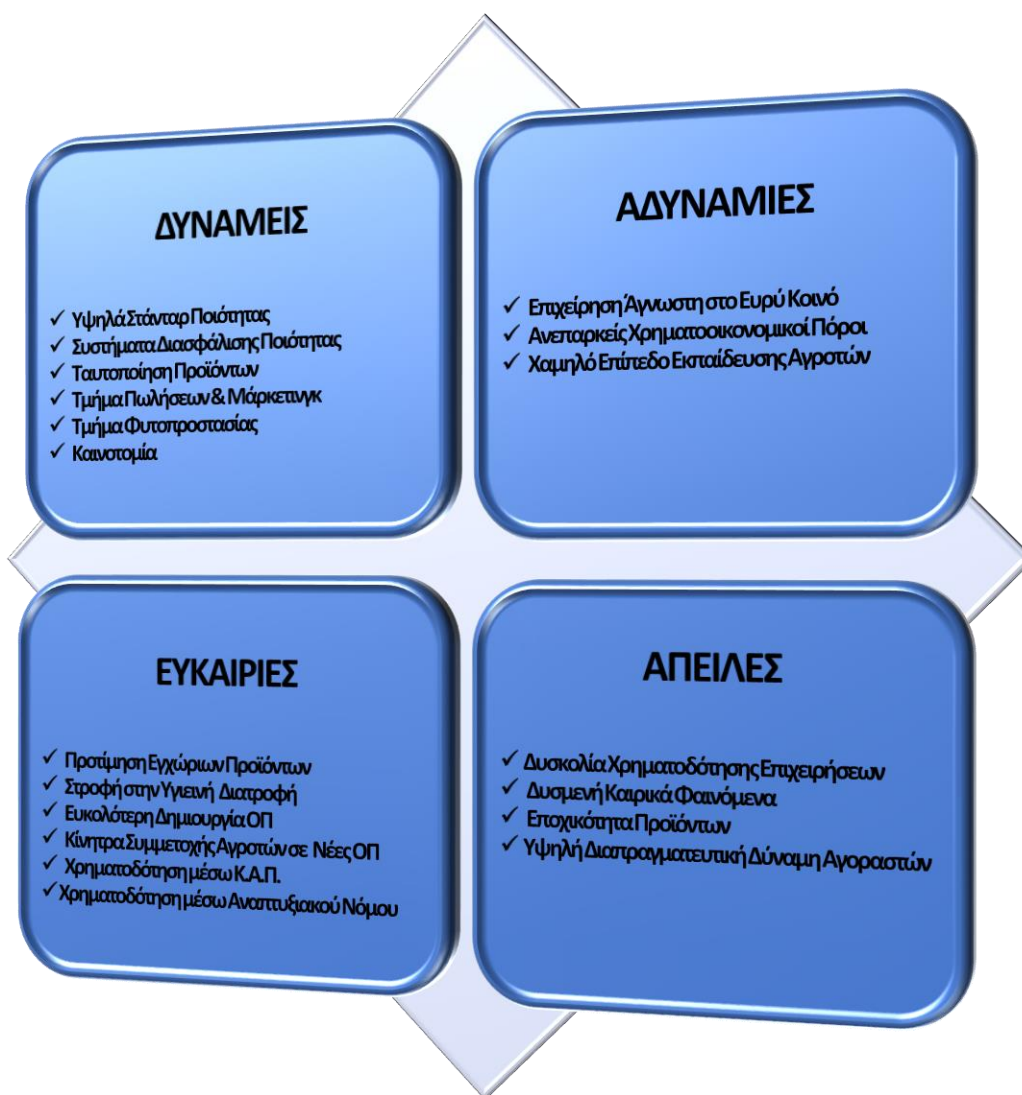 ΔΥΝΑΜΕΙΣ
✓ Υψηλά Στάνταρ Ποιότητας
✓ Συστήματα Διασφάλισης Ποιότητας
✓ Ταυτοποίηση Προϊόντων
✓ Τμήμα Πωλήσεων & Μάρκετινγκ
✓ Τμήμα Φυτοπροστασίας
✓ Καινοτομία
ΑΔΥΝΑΜΙΕΣ
✓ Επιχείρηση Άγνωστη στο Ευρύ Κοινό
✓ Ανεπαρκείς Χρηματοοικονομικοί Πόροι
✓ Χαμηλό Επίπεδο Εκπαίδευσης Αγροτών
ΕΥΚΑΙΡΙΕΣ
✓ Προτίμηση Εγχώριων Προϊόντων
✓ Στροφή στην Υγιεινή Διατροφή
✓ Ευκολότερη Δημιουργία ΟΠ
✓ Κίνητρα Συμμετοχής Αγροτών σε Νέες ΟΠ
✓ Χρηματοδότηση μέσω Κ.Α.Π.
✓ Χρηματοδότηση μέσω Αναπτυξιακού Νόμου
ΑΠΕΙΛΕΣ
✓ Δυσκολία Χρηματοδότησης Επιχειρήσεων
✓ Δυσμενή Καιρικά Φαινόμενα
✓ Εποχικότητα Προϊόντων
✓ Υψηλή Διαπραγματευτική Δύναμη Αγοραστών